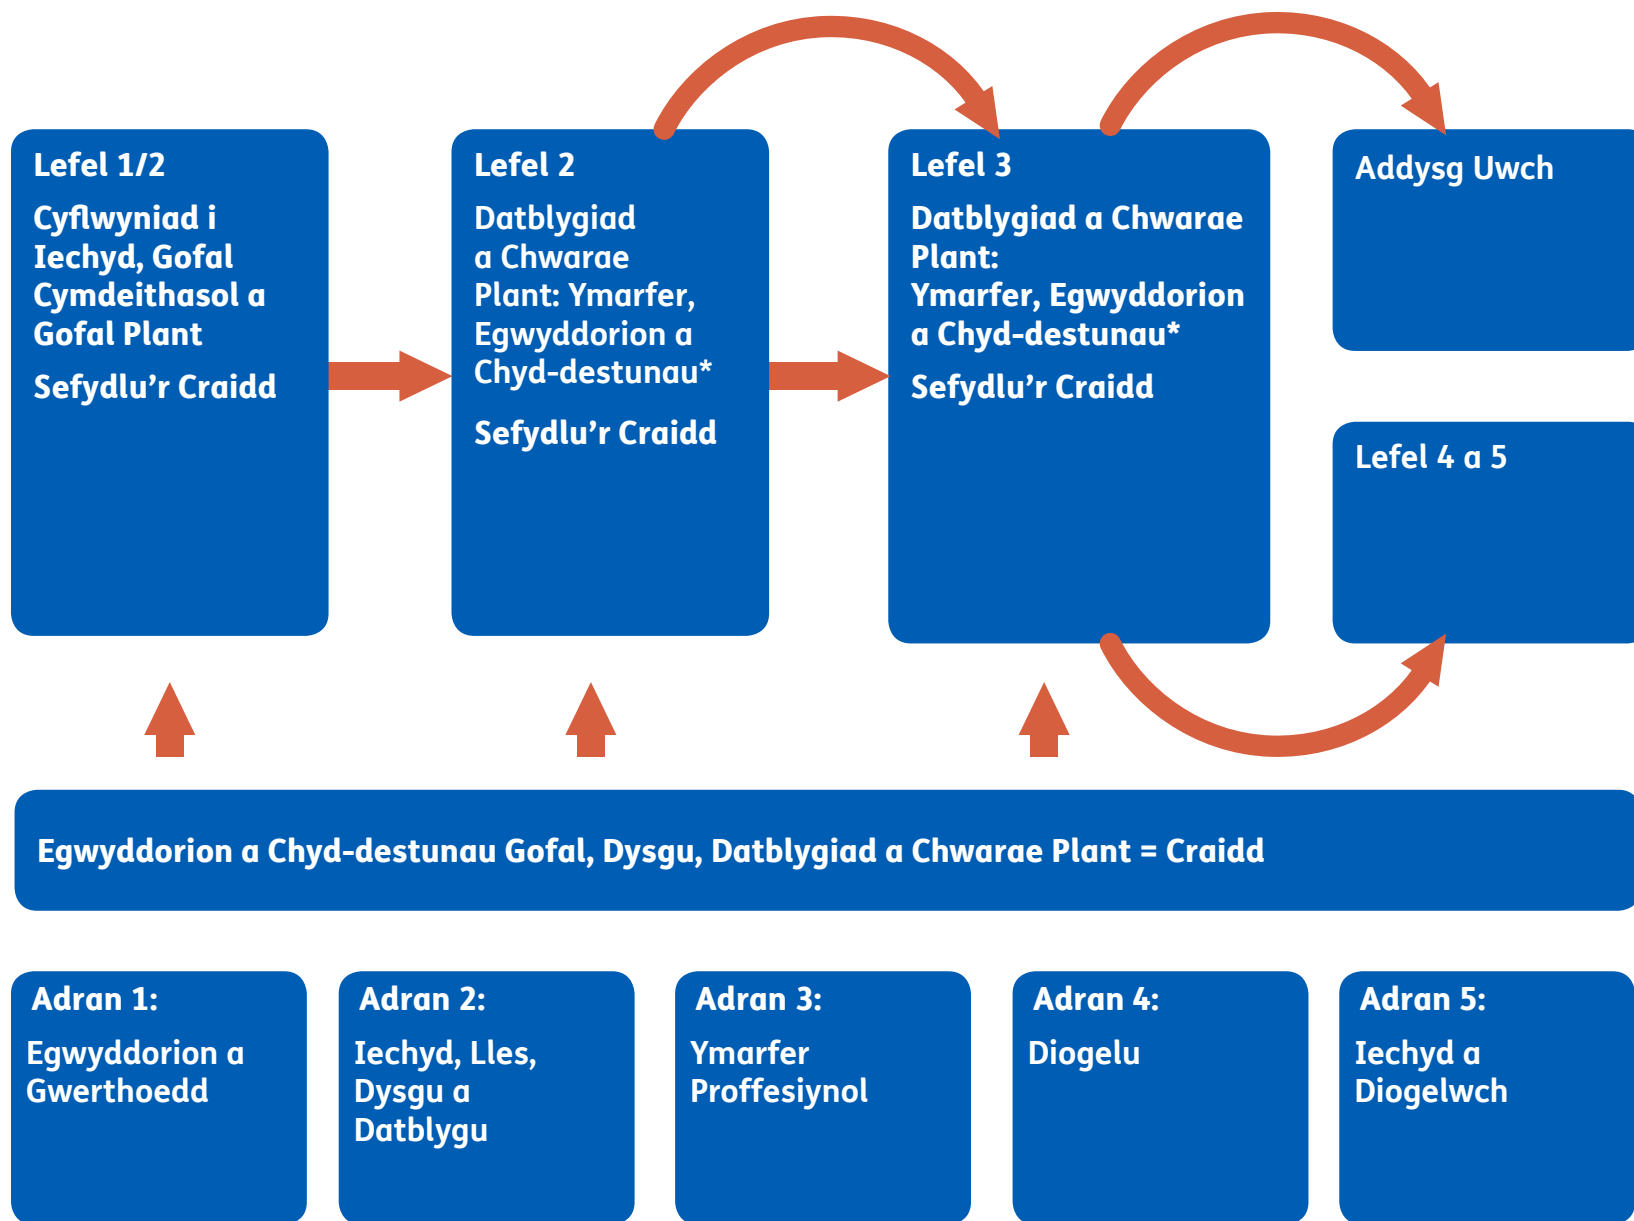 Lefel 1/2
Cyflwyniad i
Iechyd, Gofal
Cymdeithasol a
Gofal Plant
Sefydlu’r Craidd
Lefel 2
Datblygiad
a Chwarae
Plant: Ymarfer,
Egwyddorion a
Chyd-destunau*
Sefydlu’r Craidd
Lefel 3
Datblygiad a Chwarae
Plant:
Ymarfer, Egwyddorion
a Chyd-destunau*
Sefydlu’r Craidd
Addysg Uwch
Lefel 4 a 5
Egwyddorion a Chyd-destunau Gofal, Dysgu, Datblygiad a Chwarae Plant = Craidd
Adran 1:
Egwyddorion a
Gwerthoedd
Adran 2:
Iechyd, Lles,
Dysgu a
Datblygu
Adran 3:
Ymarfer
Proffesiynol
Adran 4:
Diogelu
Adran 5:
Iechyd a
Diogelwch